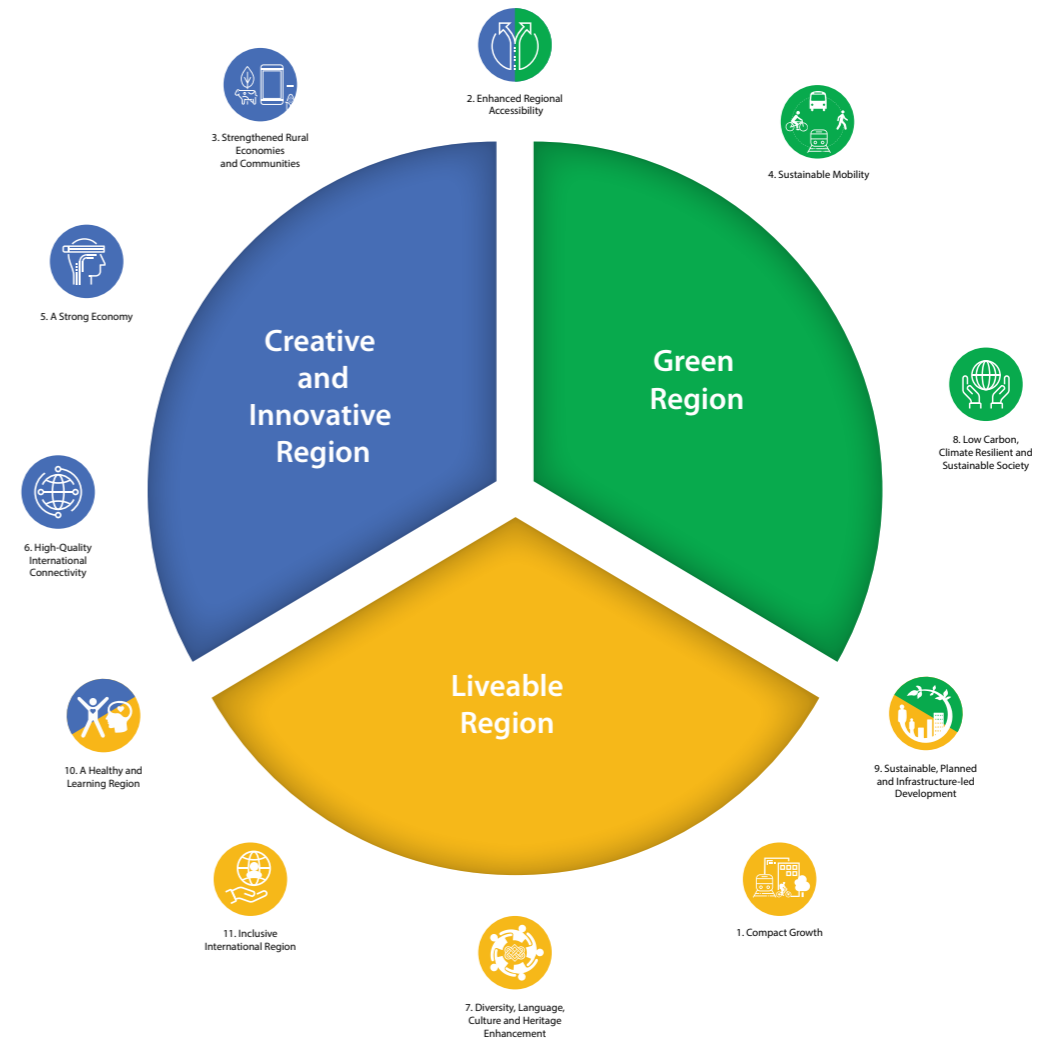 2. Enhanced Regional
Accessibility
3. Strengthened Rural
Economies
and Communities
4. Sustainable Mobility
5. A Strong Economy
Creative
and
Innovative
Region
Green
Region
8. Low Carbon,
Climate Resilient and
Sustainable Society
6. High-Quality
International
Connectivity
Liveable
Region
10. A Healthy and
Learning Region
9. Sustainable, Planned
and Infrastructure-led
Development
11. Inclusive
International Region
1. Compact Growth
7. Diversity, Language,
Culture and Heritage
Enhancement